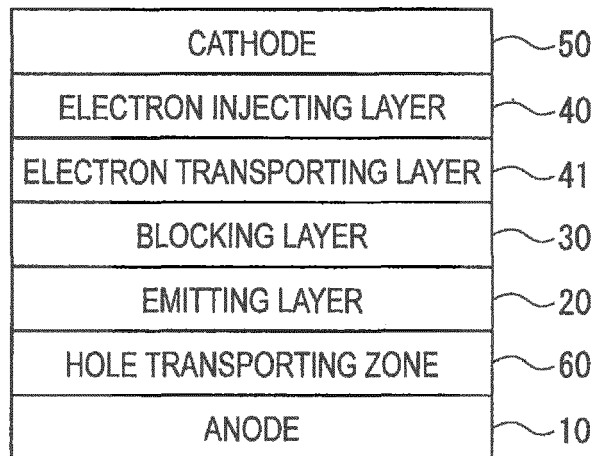 CATHODE 50
ELECTRON INJECTING LAYER 40
ELECTRON TRANSPORTING LAYER 41
BLOCKING LAYER 30
EMITTING LAYER 20
HOLE TRANSPORTING ZONE 60
ANODE 10